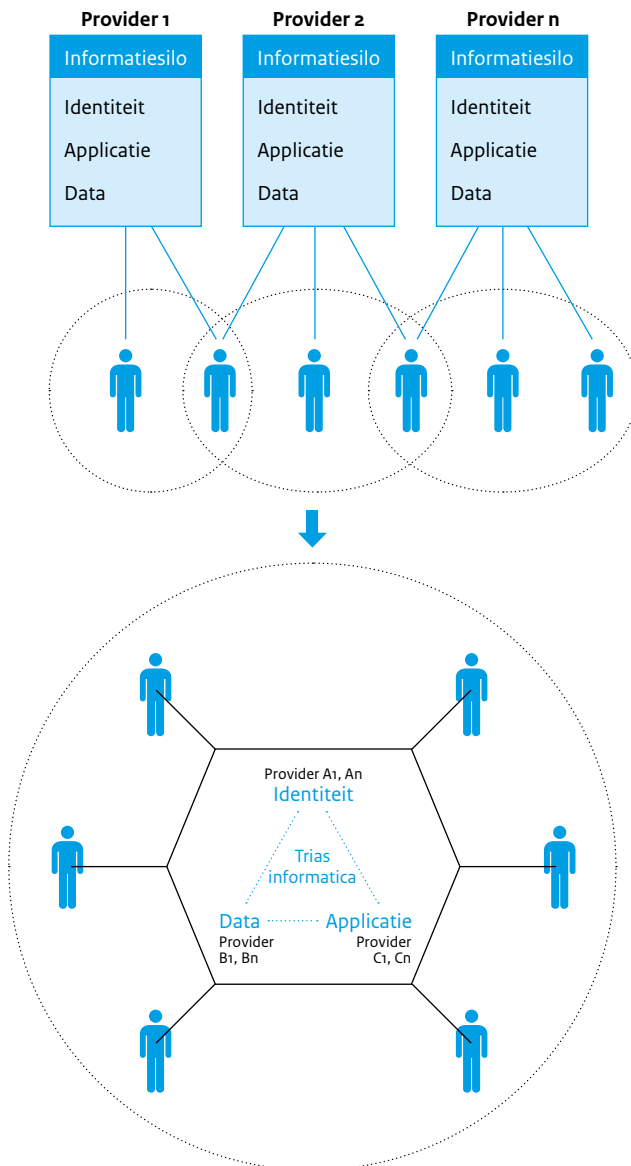 Provider 1
Provider 2
Provider n
Informatiesilo
Informatiesilo
Informatiesilo
Identiteit
Identiteit
Identiteit
Applicatie
Applicatie
Applicatie
Data
Data
Data
Provider A1, An
Identiteit
Trias
informatica
Data
Applicatie
Provider
B1, Bn
Provider
C1, Cn